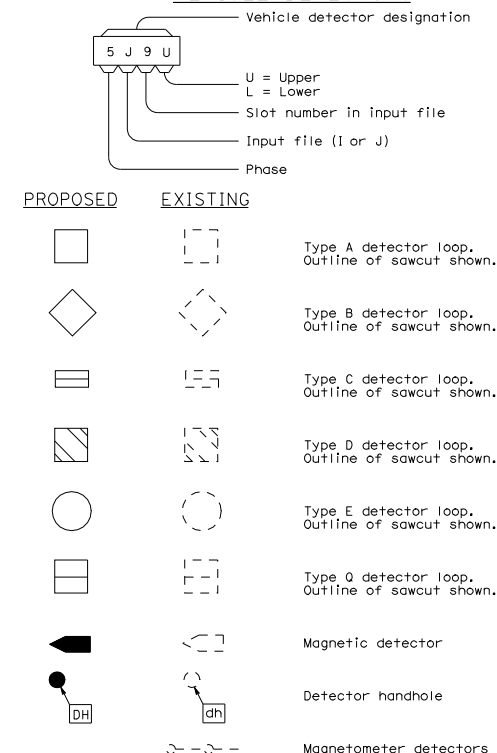 Vehicle detector designation
5 J 9 U
U = Upper
L = Lower
Slot number in input file
Input file (I or J)
Phase
PROPOSED EXISTING
Type A detector loop.
Outline of sawcut shown.
Type B detector loop.
Outline of sawcut shown.
Type C detector loop.
Outline of sawcut shown.
Type D detector loop.
Outline of sawcut shown.
Type E detector loop.
Outline of sawcut shown.
Type Q detector loop.
Outline of sawcut shown.
Magnetic detector
Detector handhole
DH dh
Magnetometer detectors